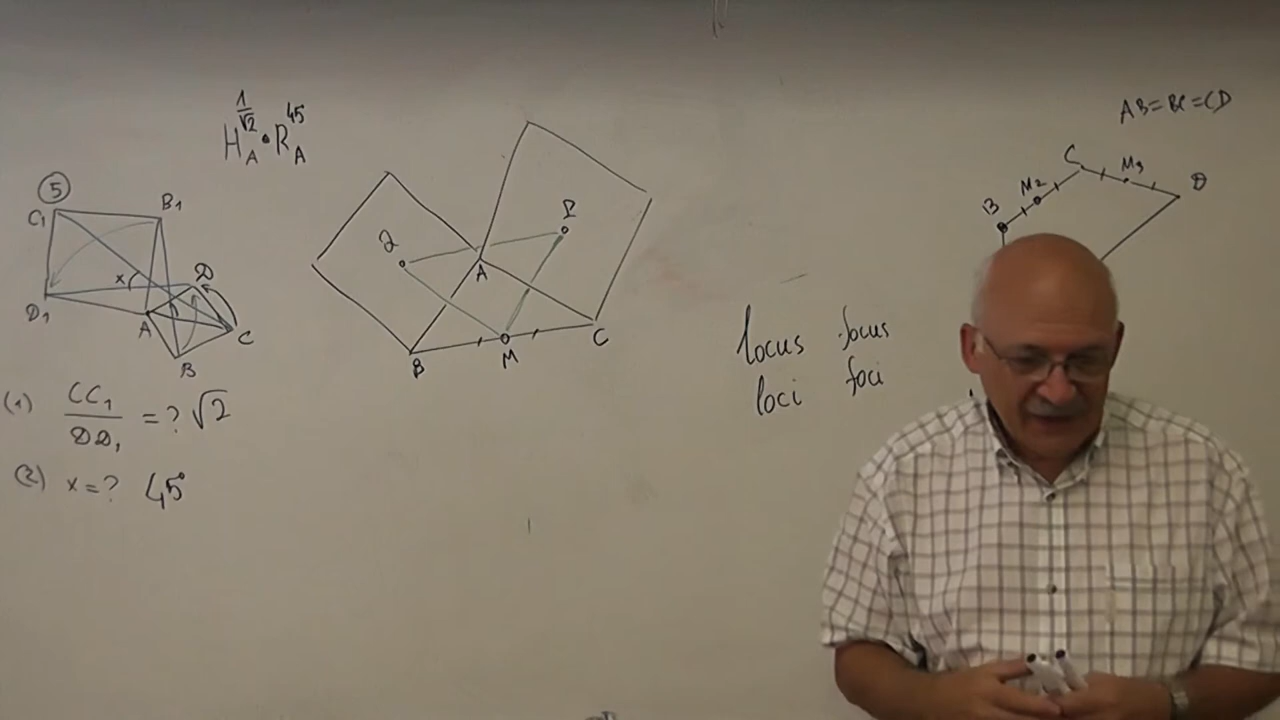 H_A^{1/√2} • R_A^{45}
AB=BC=CD
5
C₁ B₁
D₁ A B C D
x
(1) CC₁/DD₁ = ? √2
(2) x = ? 45°
A B M C
B M₂ C M₃ D
locus focus
loci foci